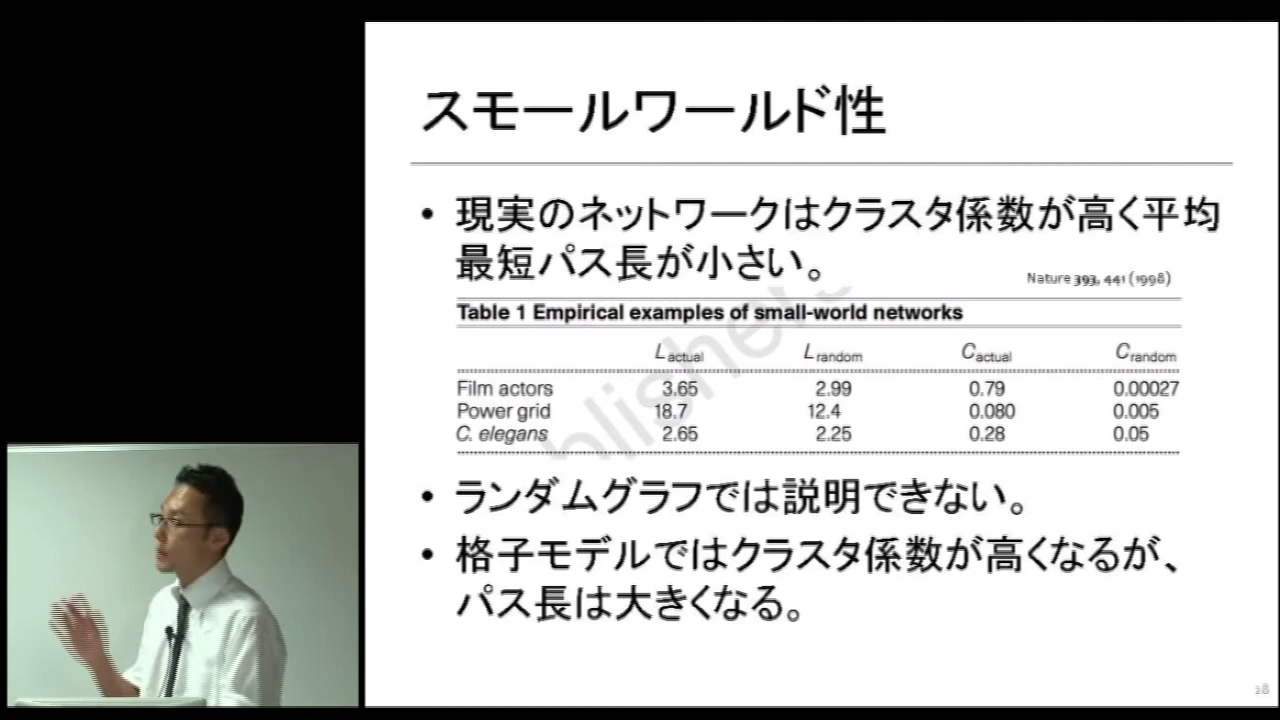 スモールワールド性
• 現実のネットワークはクラスタ係数が高く平均
最短パス長が小さい。
Nature 393, 441 (1998)
Table 1 Empirical examples of small-world networks
Lactual Lrandom Cactual Crandom
Film actors 3.65 2.99 0.79 0.00027
Power grid 18.7 12.4 0.080 0.005
C. elegans 2.65 2.25 0.28 0.05
• ランダムグラフでは説明できない。
• 格子モデルではクラスタ係数が高くなるが、
パス長は大きくなる。